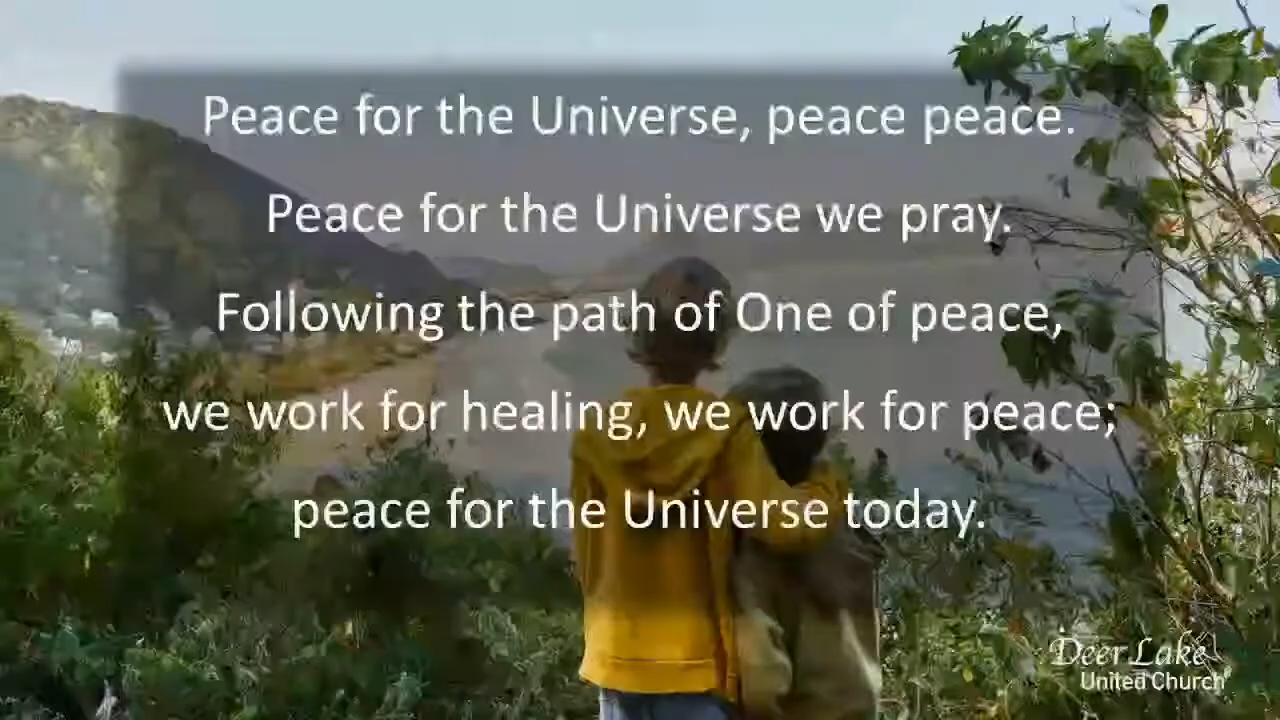 Peace for the Universe, peace peace.
Peace for the Universe we pray.
Following the path of One of peace,
we work for healing, we work for peace;
peace for the Universe today.
Deer Lake
United Church